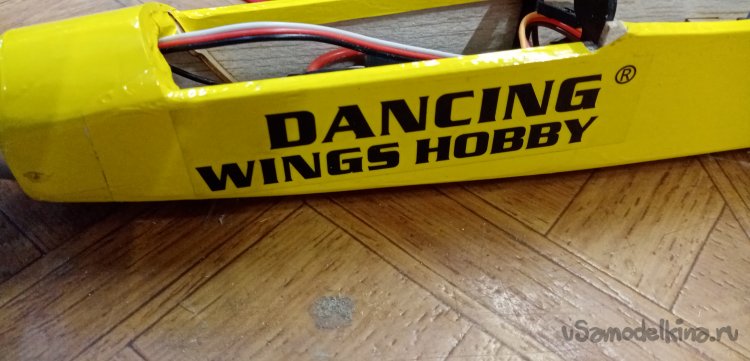 DANCING ®
WINGS HOBBY
uSamodelkina.ru